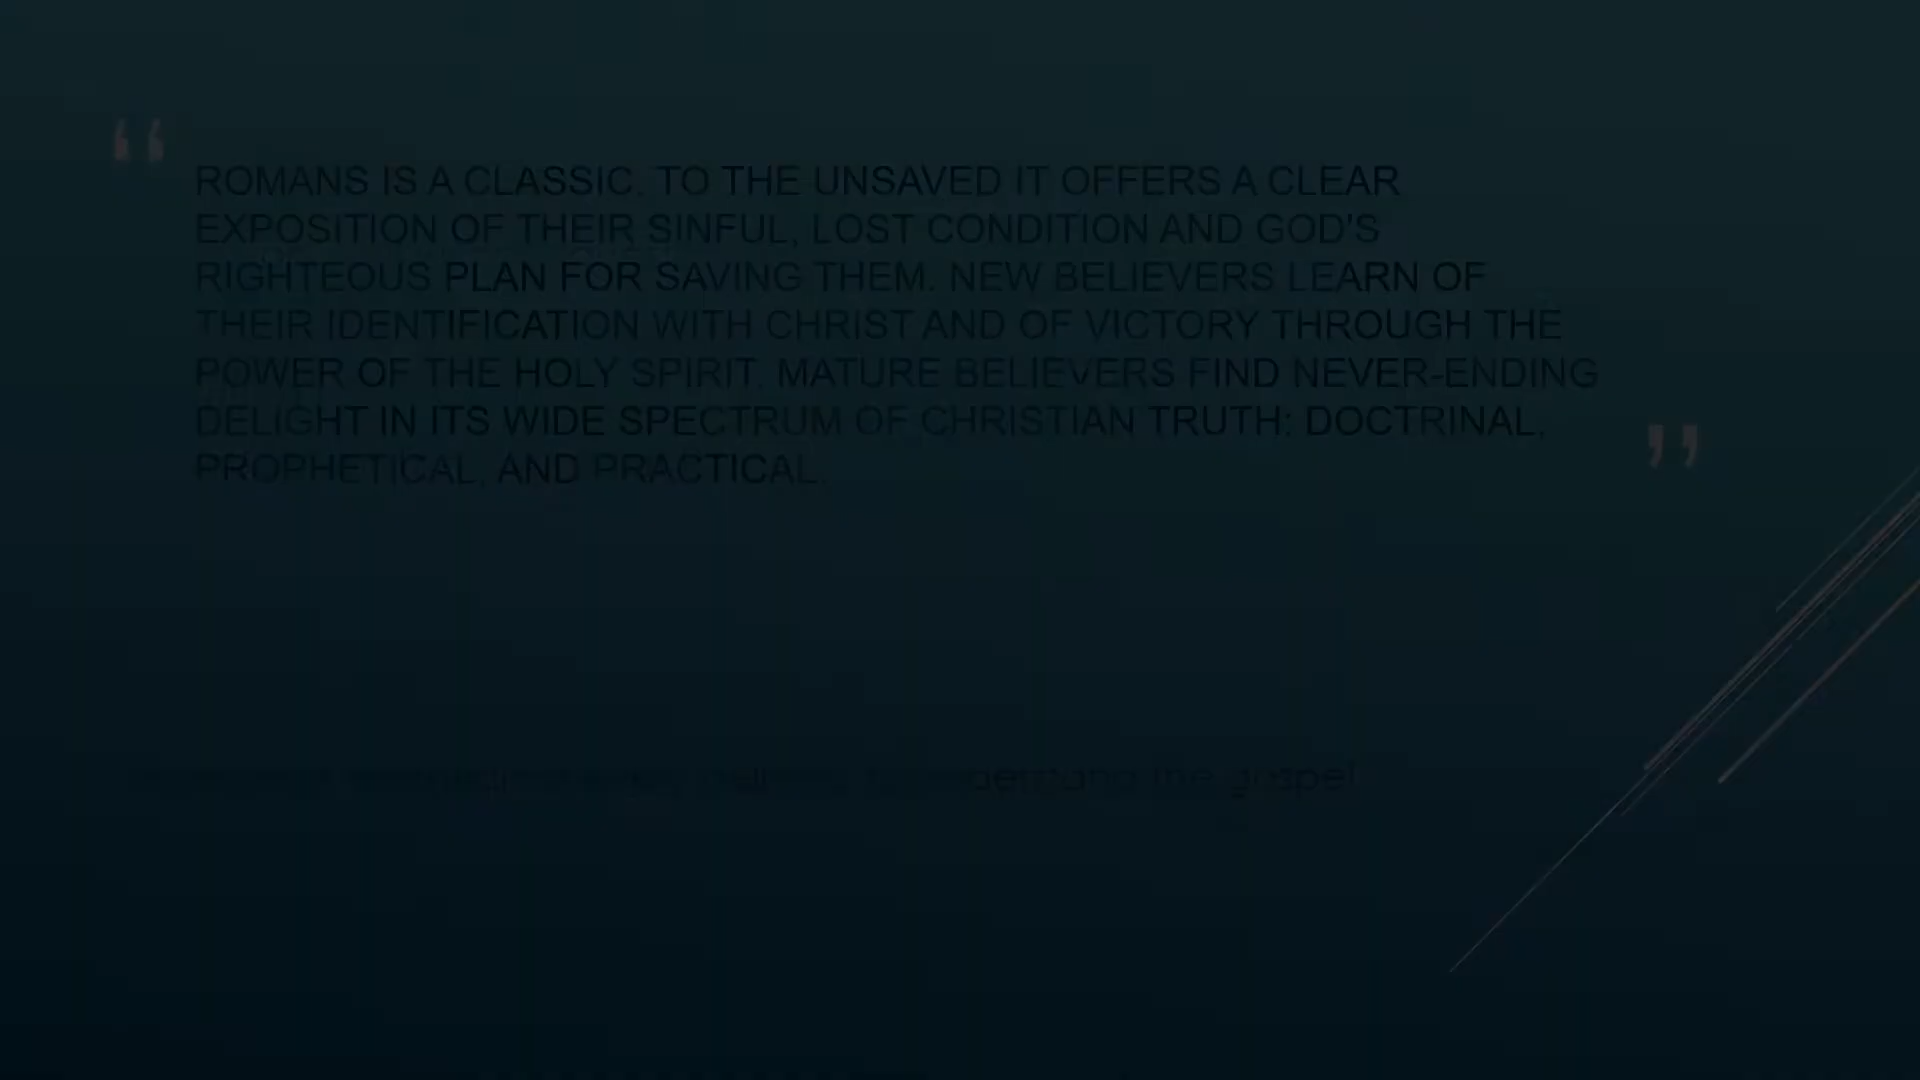 “ ROMANS IS A CLASSIC. TO THE UNSAVED IT OFFERS A CLEAR
EXPOSITION OF THEIR SINFUL, LOST CONDITION AND GOD'S
RIGHTEOUS PLAN FOR SAVING THEM. NEW BELIEVERS LEARN OF
THEIR IDENTIFICATION WITH CHRIST AND OF VICTORY THROUGH THE
POWER OF THE HOLY SPIRIT. MATURE BELIEVERS FIND NEVER-ENDING
DELIGHT IN ITS WIDE SPECTRUM OF CHRISTIAN TRUTH: DOCTRINAL,
PROPHETICAL, AND PRACTICAL. ”
the gospel